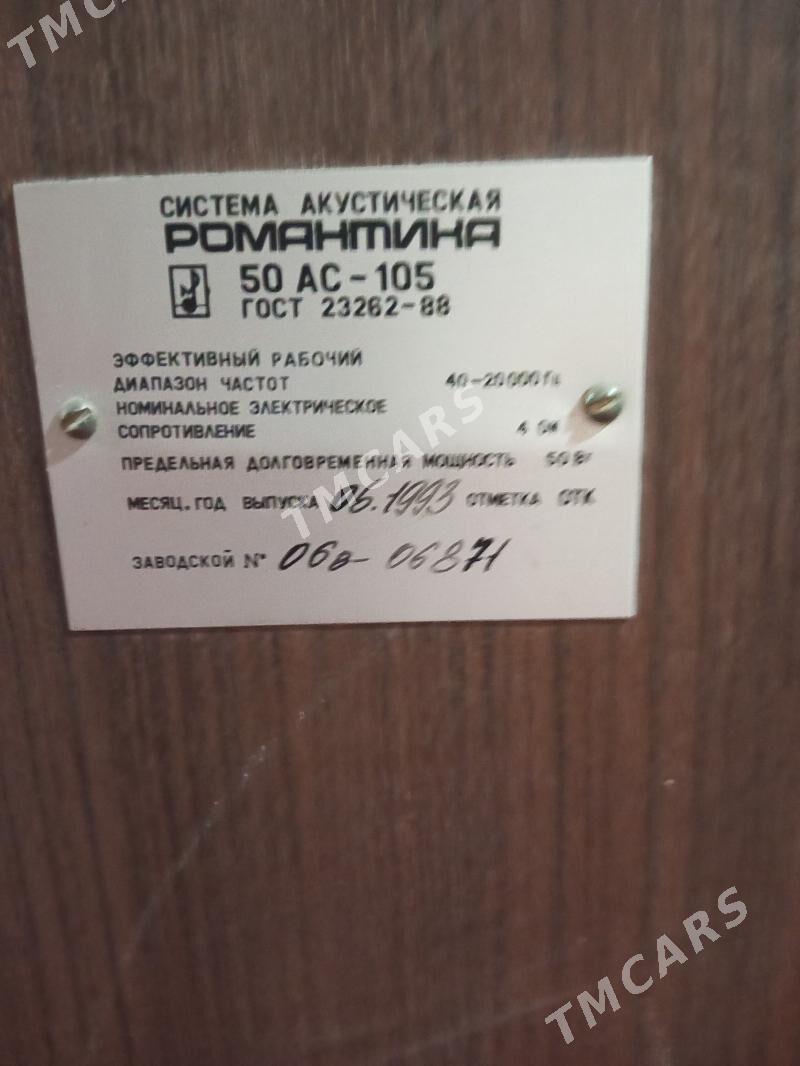 TMCARS
СИСТЕМА АКУСТИЧЕСКАЯ
РОМАНТИКА
50 АС - 105
ГОСТ 23262-88
ЭФФЕКТИВНЫЙ РАБОЧИЙ
ДИАПАЗОН ЧАСТОТ 40-20000 Гц
НОМИНАЛЬНОЕ ЭЛЕКТРИЧЕСКОЕ
СОПРОТИВЛЕНИЕ 4 Ом
TMCARS
ПРЕДЕЛЬНАЯ ДОЛГОВРЕМЕННАЯ МОЩНОСТЬ 50 Вт
МЕСЯЦ, ГОД ВЫПУСКА 06.1993 ОТМЕТКА ОТК
ЗАВОДСКОЙ № 06в- 06871
TMCARS